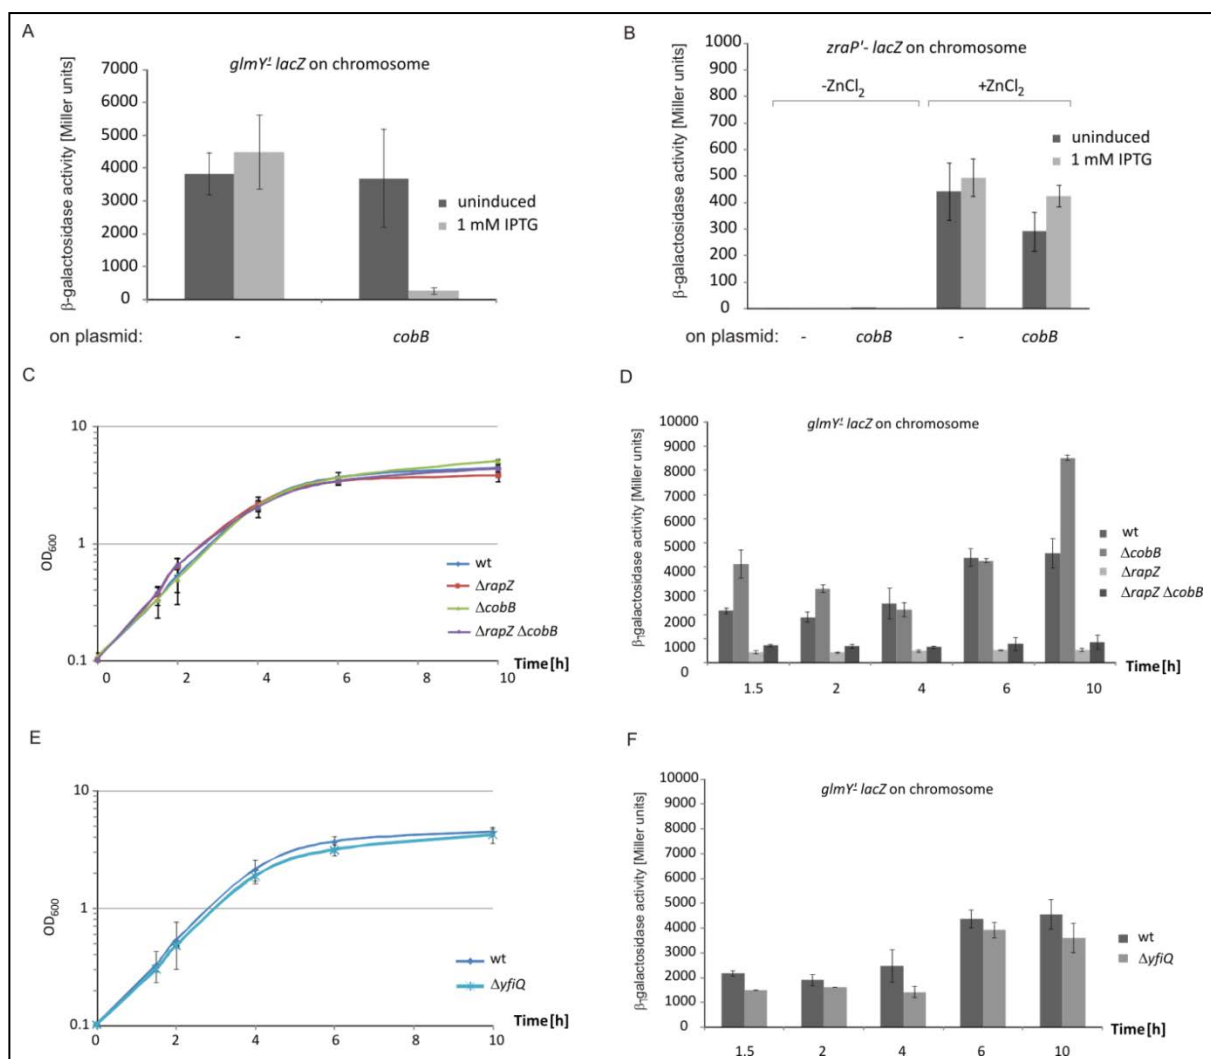 A
glmY'- lacZ on chromosome
β-galactosidase activity [Miller units]
7000
6000
5000
4000
3000
2000
1000
0
uninduced
1 mM IPTG
on plasmid: - cobB
B
zraP'- lacZ on chromosome
-ZnCl2 +ZnCl2
β-galactosidase activity [Miller units]
1000
900
800
700
600
500
400
300
200
100
0
uninduced
1 mM IPTG
on plasmid: - cobB - cobB
C
OD600
10
1
0.1
wt
ΔrapZ
ΔcobB
ΔrapZ ΔcobB
Time[h]
0 2 4 6 8 10
D
glmY'- lacZ on chromosome
β-galactosidase activity [Miller units]
10000
9000
8000
7000
6000
5000
4000
3000
2000
1000
0
wt
ΔcobB
ΔrapZ
ΔrapZ ΔcobB
Time[h]
1.5 2 4 6 10
E
OD600
10
1
0.1
wt
ΔyfiQ
Time[h]
0 2 4 6 8 10
F
glmY'- lacZ on chromosome
β-galactosidase activity [Miller units]
10000
9000
8000
7000
6000
5000
4000
3000
2000
1000
0
wt
ΔyfiQ
Time[h]
1.5 2 4 6 10